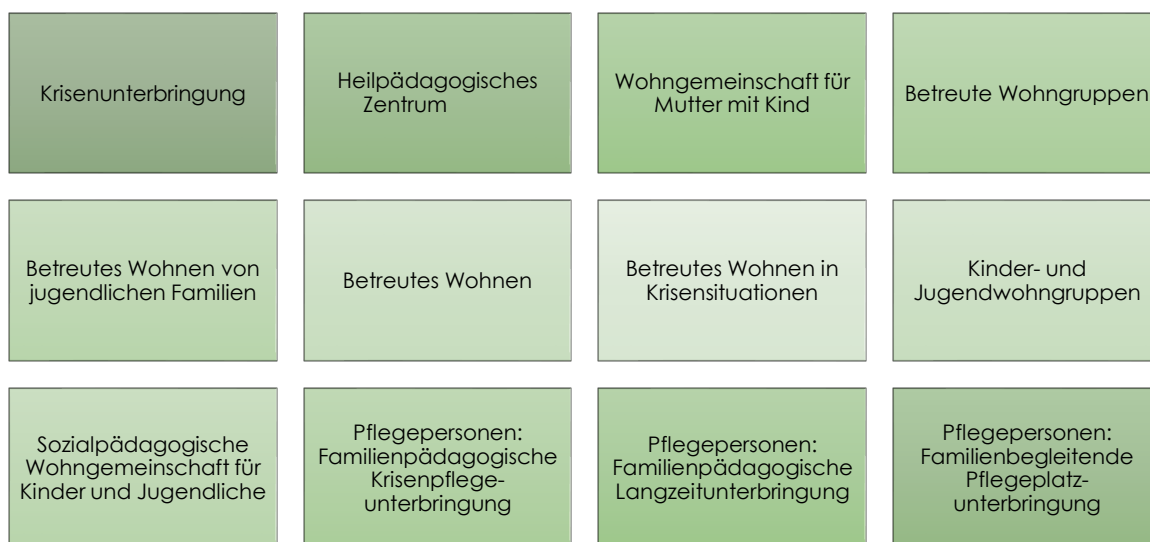 Krisenunterbringung
Heilpädagogisches
Zentrum
Wohngemeinschaft für
Mutter mit Kind
Betreute Wohngruppen
Betreutes Wohnen von
jugendlichen Familien
Betreutes Wohnen
Betreutes Wohnen in
Krisensituationen
Kinder- und
Jugendwohngruppen
Sozialpädagogische
Wohngemeinschaft für
Kinder und Jugendliche
Pflegepersonen:
Familienpädagogische
Krisenpflege-
unterbringung
Pflegepersonen:
Familienpädagogische
Langzeitunterbringung
Pflegepersonen:
Familienbegleitende
Pflegeplatz-
unterbringung